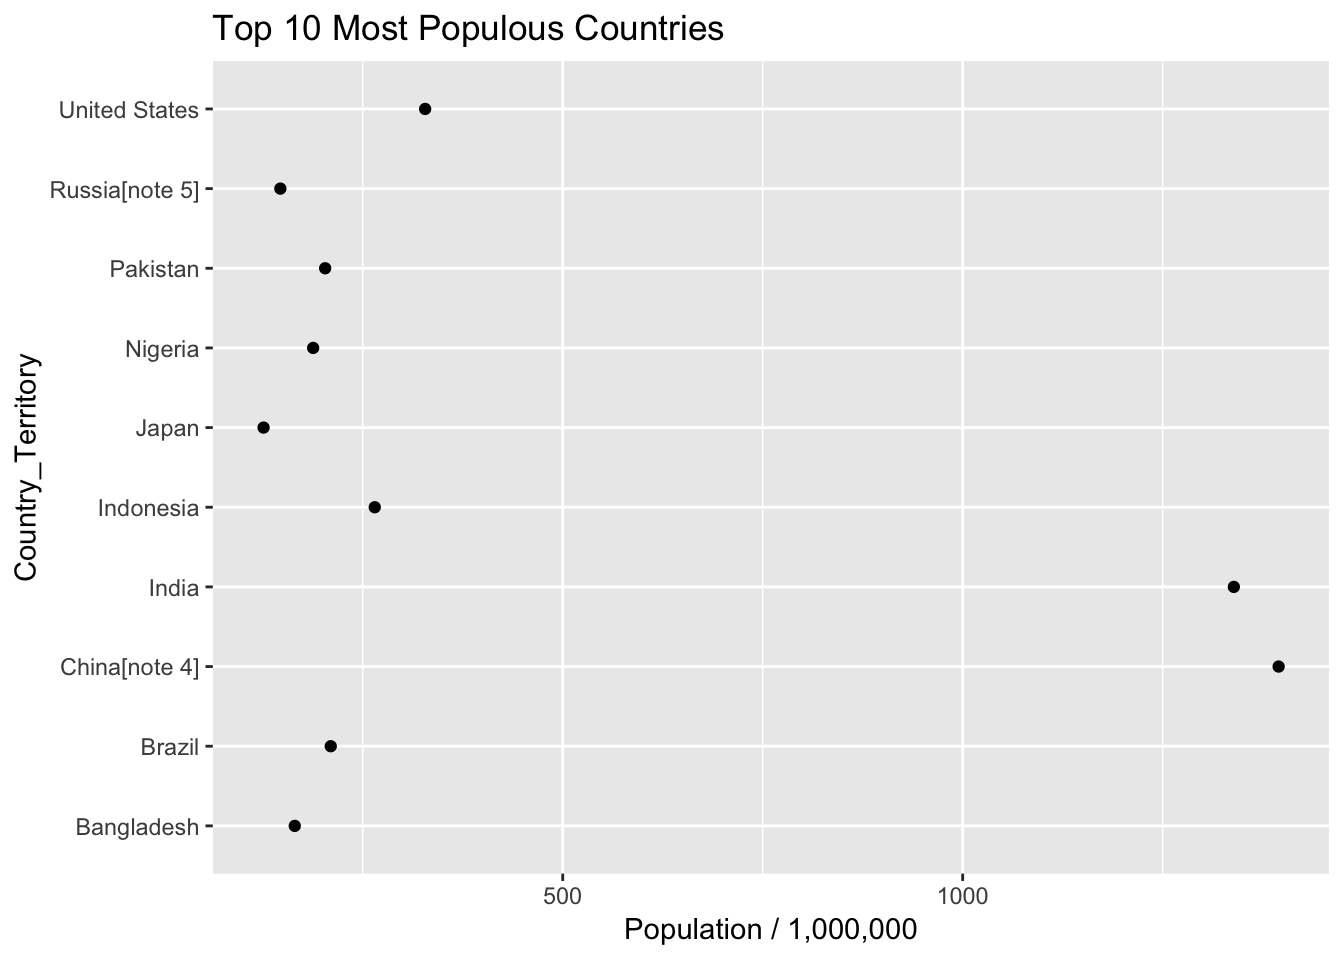 Top 10 Most Populous Countries
United States
Russia[note 5]
Pakistan
Nigeria
Japan
Indonesia
India
China[note 4]
Brazil
Bangladesh
Country_Territory
500 1000
Population / 1,000,000